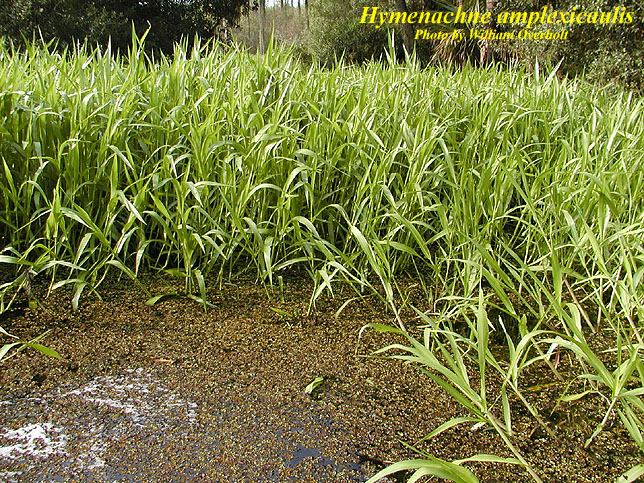 Hymenachne amplexicaulis
Photo by William Overholt